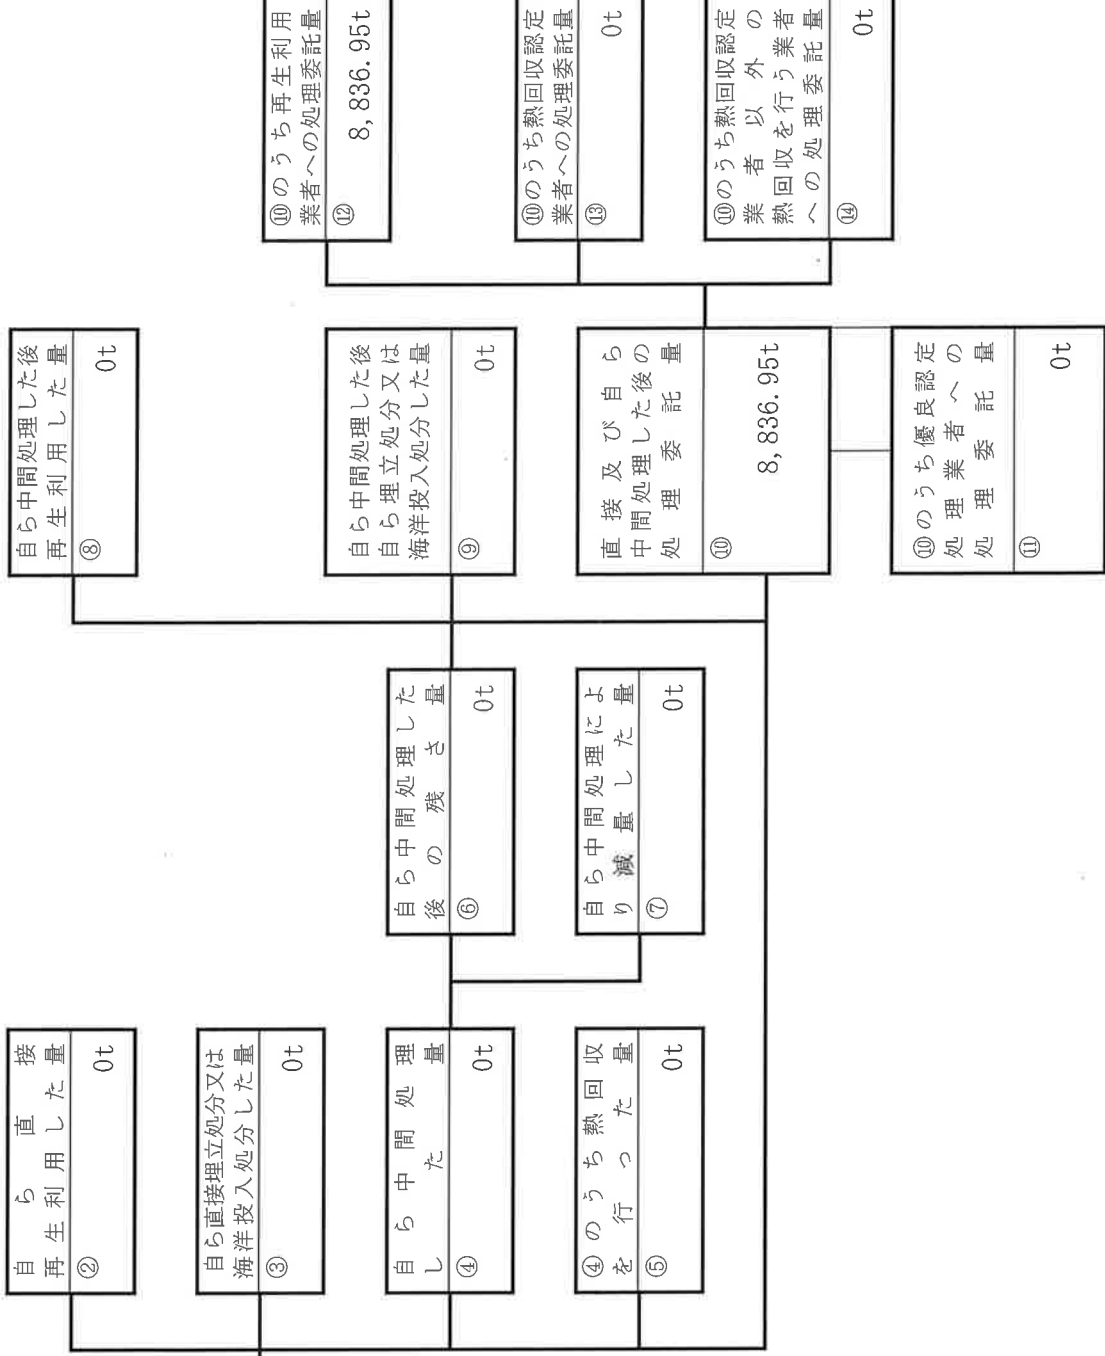 自ら直接
再生利用した量
② 0t
自ら直接埋立処分又は
海洋投入処分した量
③ 0t
自ら中間処理
した量
④ 0t
④のうち熱回収
を行った量
⑤ 0t
自ら中間処理した
後の残さ量
⑥ 0t
自ら中間処理によ
り減量した量
⑦ 0t
自ら中間処理した後
再生利用した量
⑧ 0t
自ら中間処理した後
自ら埋立処分又は
海洋投入処分した量
⑨ 0t
直接及び自ら
中間処理した後の
処理委託量
⑩ 8,836.95t
⑩のうち優良認定
処理業者への
処理委託量
⑪ 0t
⑩のうち再生利用
業者への処理委託量
⑫ 8,836.95t
⑩のうち熱回収認定
業者への処理委託量
⑬ 0t
⑩のうち熱回収認定
業者以外の
熱回収を行う業者
への処理委託量
⑭ 0t